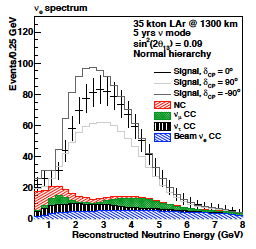 νe spectrum
35 kton LAr @ 1300 km
5 yrs ν mode
sin²(2θ13) = 0.09
Normal hierarchy
Signal, δCP = 0°
Signal, δCP = 90°
Signal, δCP = -90°
NC
νμ CC
ντ CC
Beam νe CC
Events/0.25 GeV
120
100
80
60
40
20
0
1 2 3 4 5 6 7 8
Reconstructed Neutrino Energy (GeV)